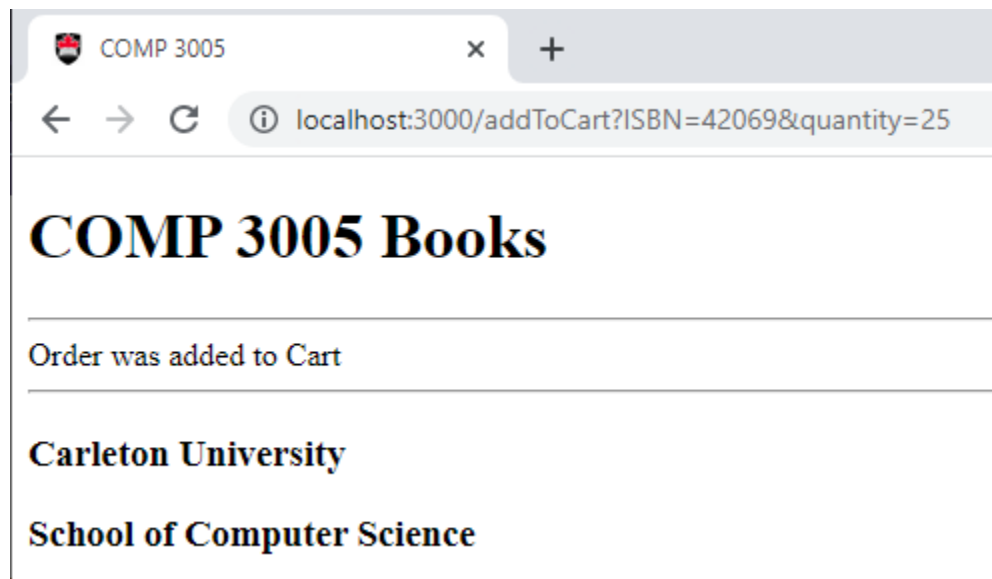 COMP 3005
localhost:3000/addToCart?ISBN=42069&quantity=25
COMP 3005 Books
Order was added to Cart
Carleton University
School of Computer Science